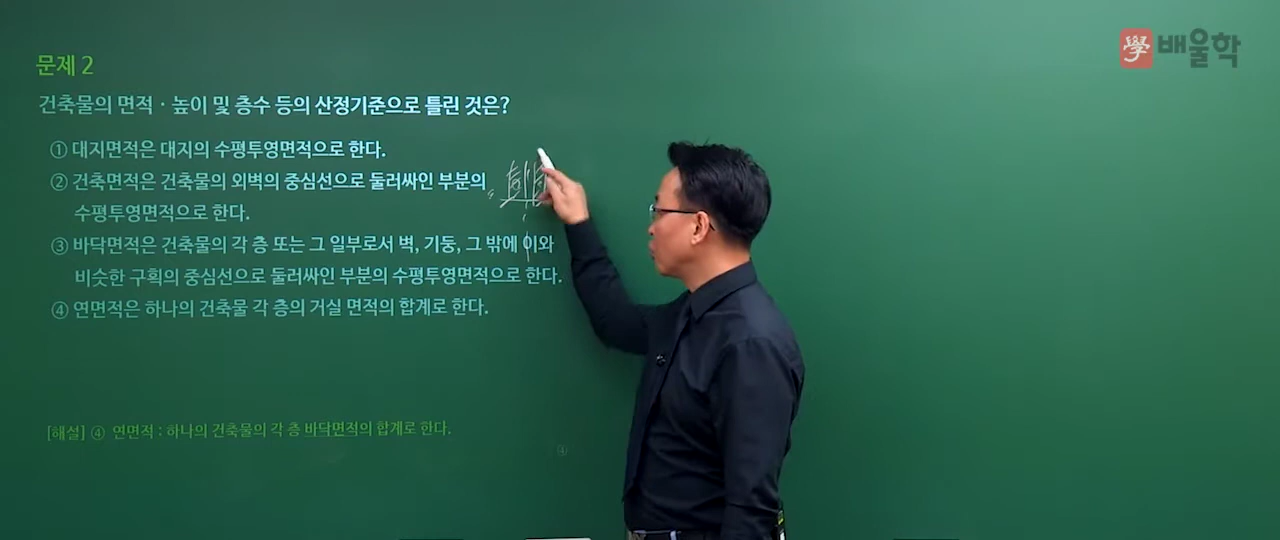 學 배울학
문제 2
건축물의 면적 · 높이 및 층수 등의 산정기준으로 틀린 것은?
① 대지면적은 대지의 수평투영면적으로 한다.
② 건축면적은 건축물의 외벽의 중심선으로 둘러싸인 부분의
수평투영면적으로 한다.
③ 바닥면적은 건축물의 각 층 또는 그 일부로서 벽, 기둥, 그 밖에 이와
비슷한 구획의 중심선으로 둘러싸인 부분의 수평투영면적으로 한다.
④ 연면적은 하나의 건축물 각 층의 거실 면적의 합계로 한다.
[해설] ④ 연면적 : 하나의 건축물의 각 층 바닥면적의 합계로 한다.
④